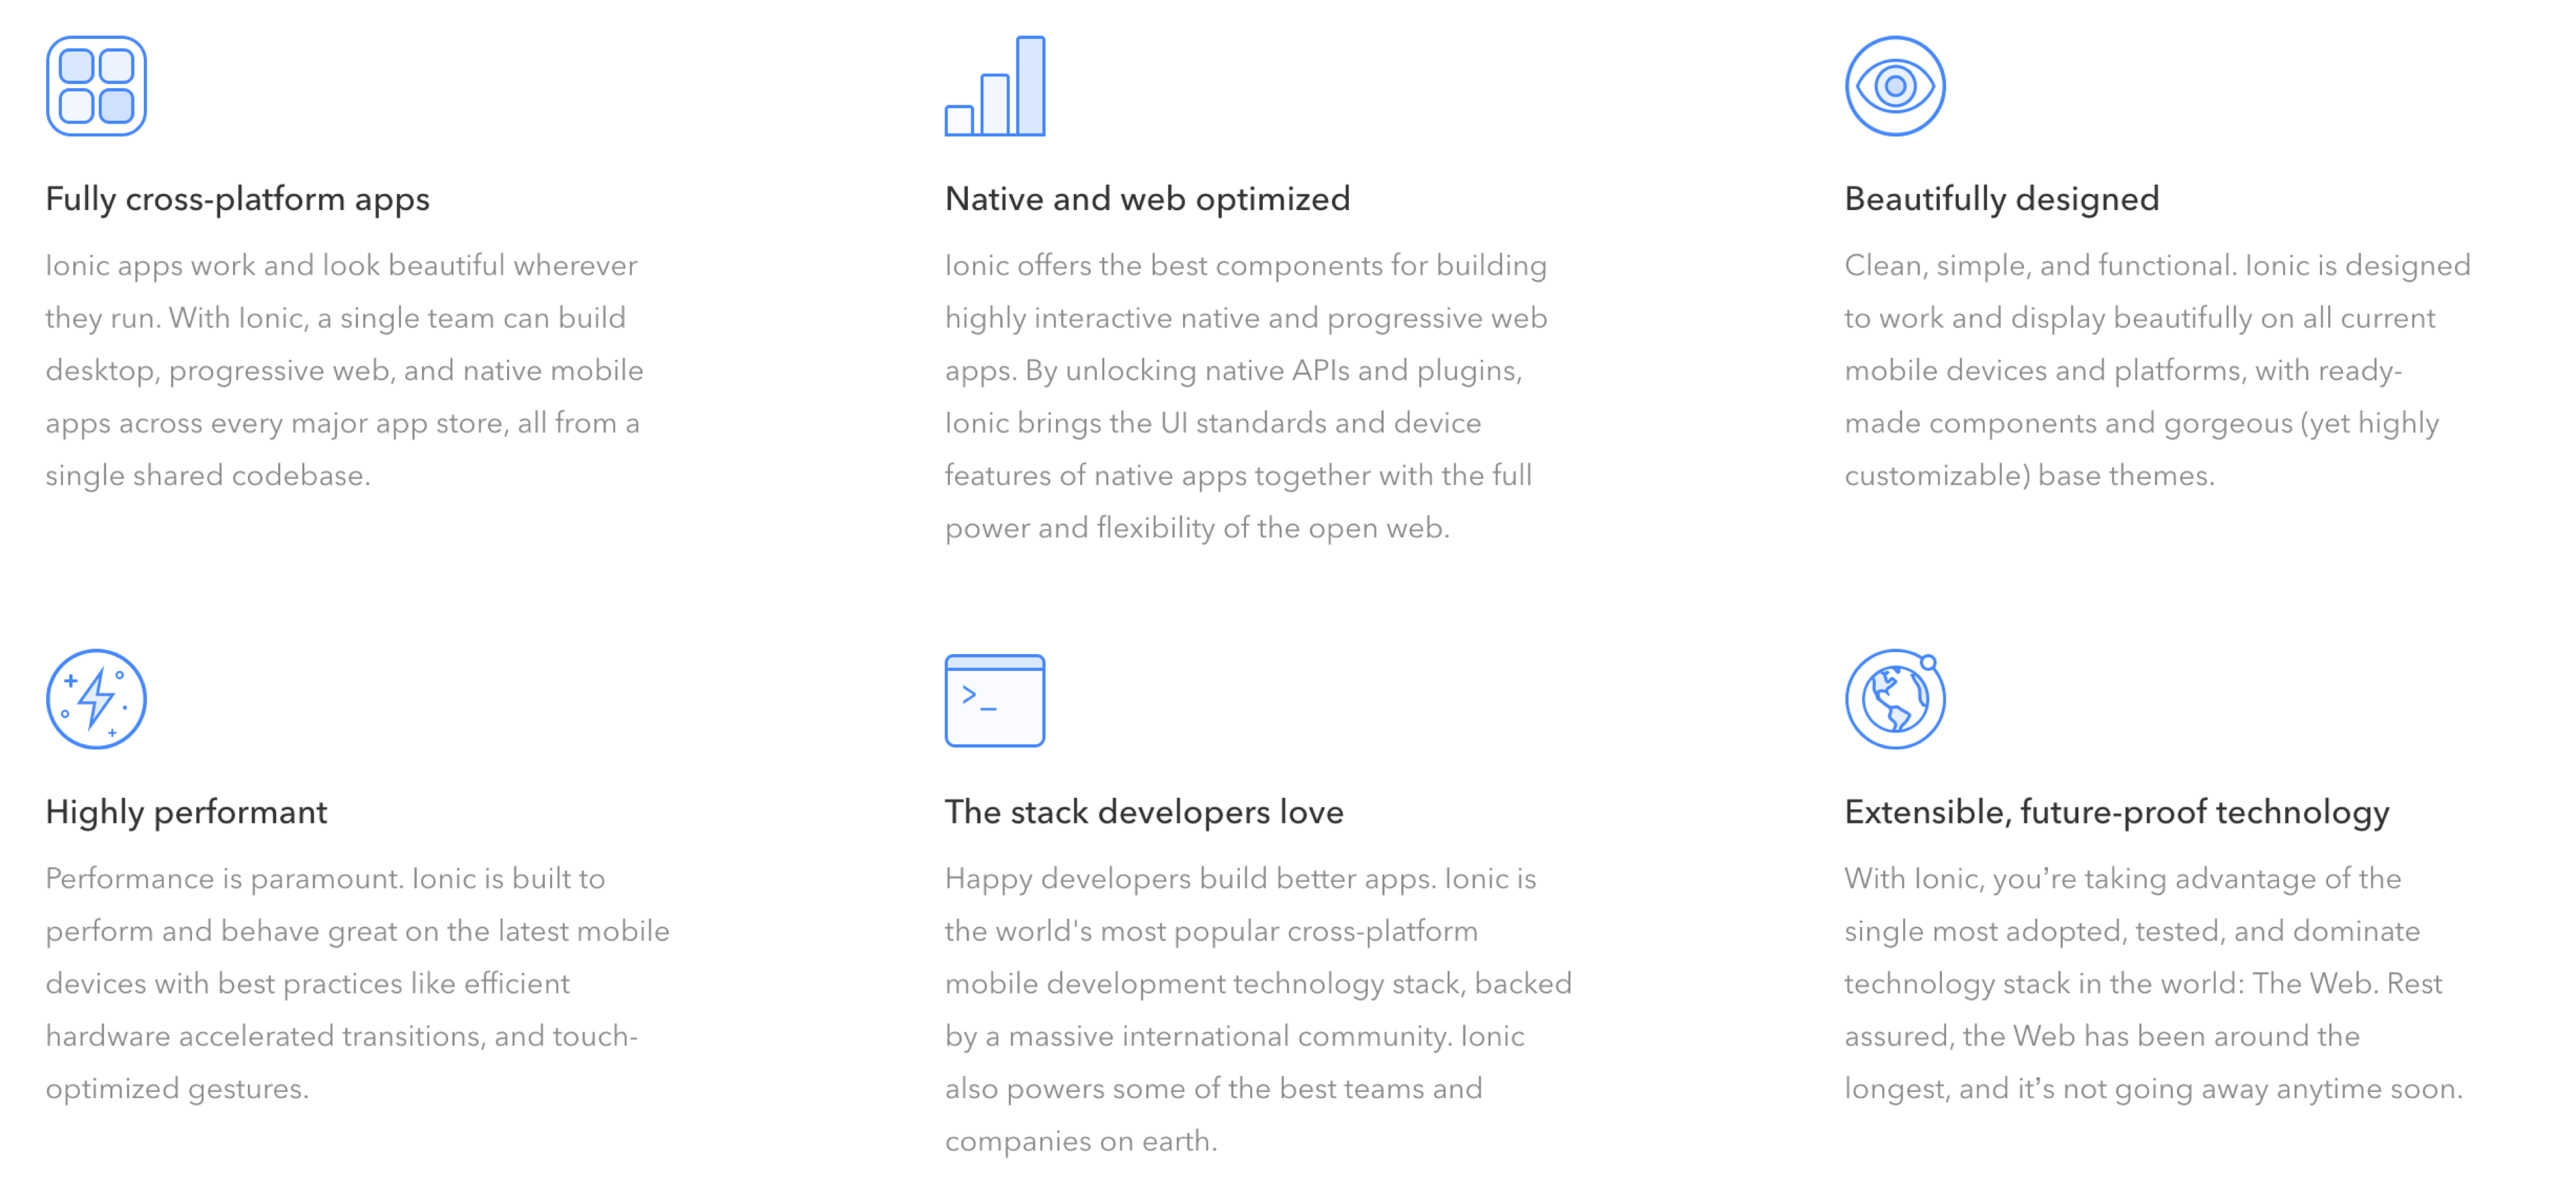 Fully cross-platform apps
Ionic apps work and look beautiful wherever
they run. With Ionic, a single team can build
desktop, progressive web, and native mobile
apps across every major app store, all from a
single shared codebase.
Native and web optimized
Ionic offers the best components for building
highly interactive native and progressive web
apps. By unlocking native APIs and plugins,
Ionic brings the UI standards and device
features of native apps together with the full
power and flexibility of the open web.
Beautifully designed
Clean, simple, and functional. Ionic is designed
to work and display beautifully on all current
mobile devices and platforms, with ready-
made components and gorgeous (yet highly
customizable) base themes.
Highly performant
Performance is paramount. Ionic is built to
perform and behave great on the latest mobile
devices with best practices like efficient
hardware accelerated transitions, and touch-
optimized gestures.
>_
The stack developers love
Happy developers build better apps. Ionic is
the world's most popular cross-platform
mobile development technology stack, backed
by a massive international community. Ionic
also powers some of the best teams and
companies on earth.
Extensible, future-proof technology
With Ionic, you’re taking advantage of the
single most adopted, tested, and dominate
technology stack in the world: The Web. Rest
assured, the Web has been around the
longest, and it’s not going away anytime soon.